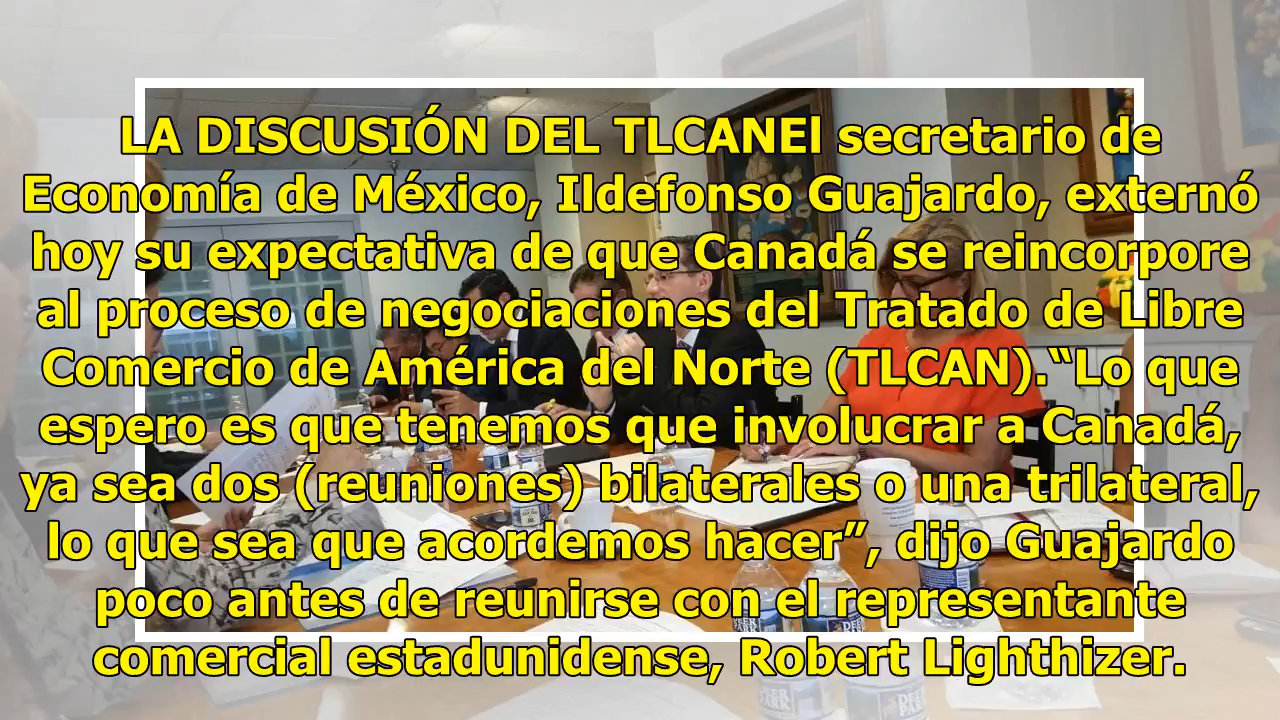 LA DISCUSIÓN DEL TLCANEl secretario de
Economía de México, Ildefonso Guajardo, externó
hoy su expectativa de que Canadá se reincorpore
al proceso de negociaciones del Tratado de Libre
Comercio de América del Norte (TLCAN).“Lo que
espero es que tenemos que involucrar a Canadá,
ya sea dos (reuniones) bilaterales o una trilateral,
lo que sea que acordemos hacer”, dijo Guajardo
poco antes de reunirse con el representante
comercial estadunidense, Robert Lighthizer.
DEER PARK